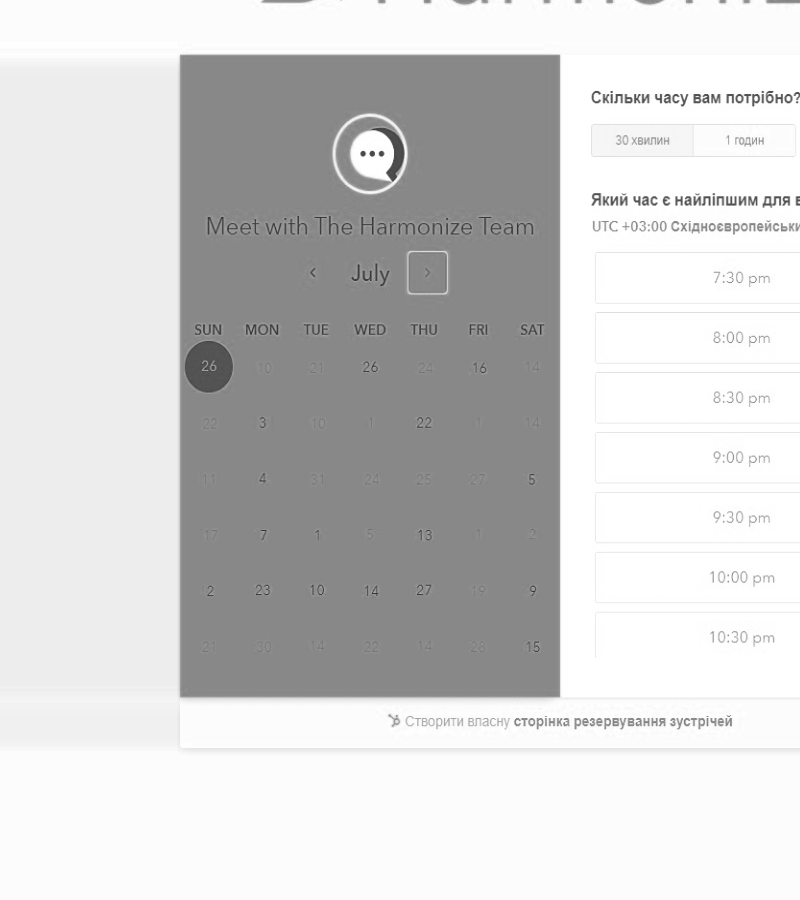 Meet with The Harmonize Team
July
SUN MON TUE WED THU FRI SAT
26 10 21 26 24 16 14
22 3 10 1 22 1 14
11 4 31 24 25 27 5
17 7 1 5 13 1 2
2 23 10 14 27 19 9
21 30 14 22 14 28 15
Скільки часу вам потрібно?
30 хвилин 1 годин
Який час є найліпшим для
UTC +03:00
7:30 pm
8:00 pm
8:30 pm
9:00 pm
9:30 pm
10:00 pm
10:30 pm
Створити власну сторінка резервування зустрічей